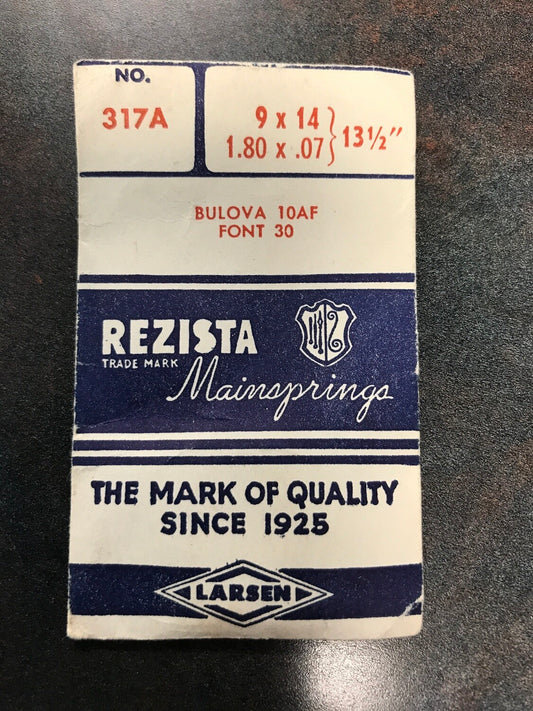 NO.
317A
9 x 14
1.80 x .07
13½"
BULOVA 10AF
FONT 30
REZISTA
TRADE MARK
Mainsprings
THE MARK OF QUALITY
SINCE 1925
LARSEN